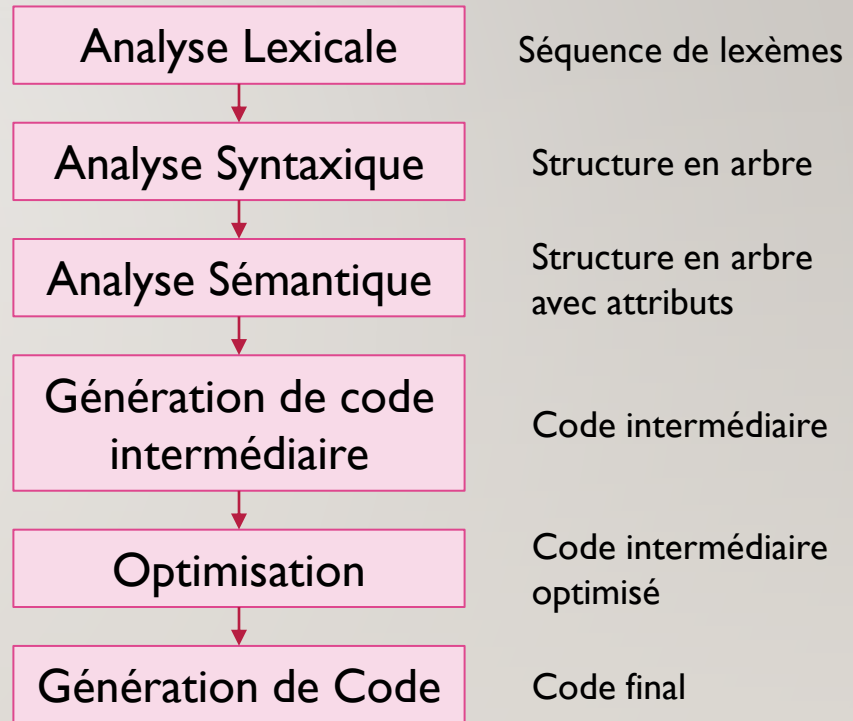 Analyse Lexicale
Séquence de lexèmes
Analyse Syntaxique
Structure en arbre
Analyse Sémantique
Structure en arbre
avec attributs
Génération de code
intermédiaire
Code intermédiaire
Optimisation
Code intermédiaire
optimisé
Génération de Code
Code final